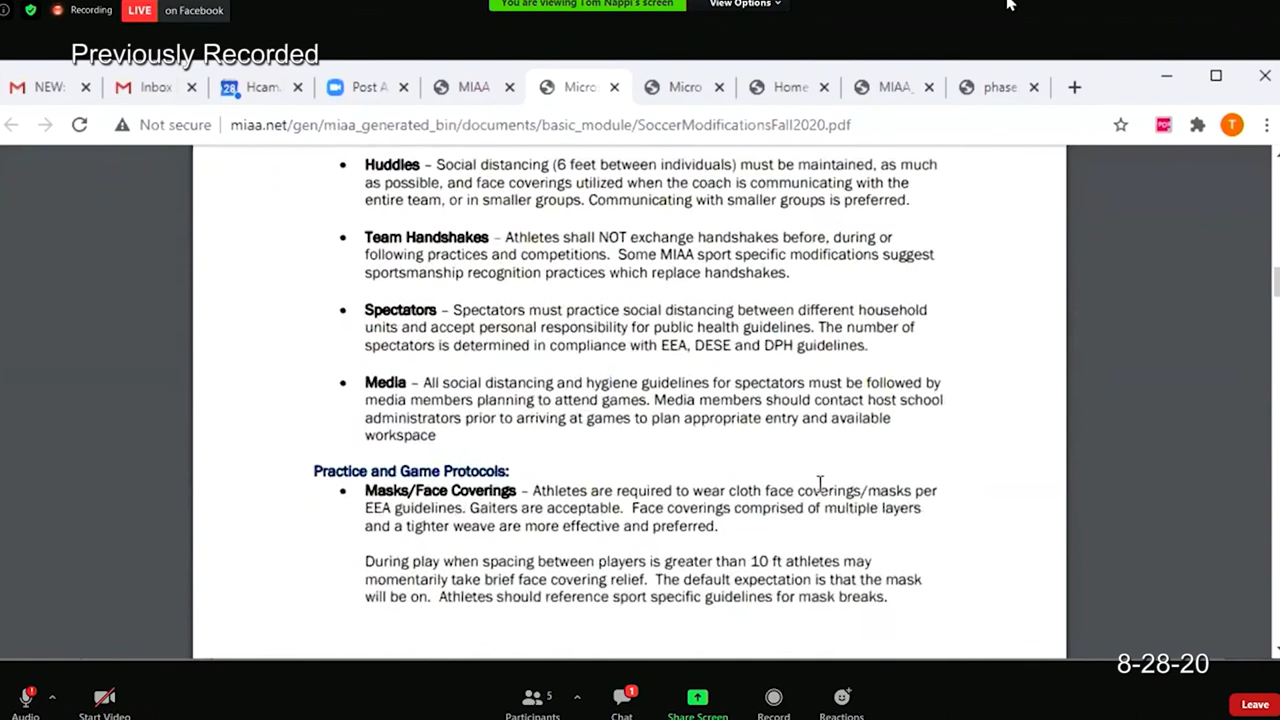 Recording
LIVE
on Facebook
You are viewing Tom Nappi's screen
View Options
Previously Recorded
NEW:
Inbox
28
Hcam
Post A
MIAA
Micro
Micro
Home
MIAA_
phase
Not secure
miaa.net/gen/miaa_generated_bin/documents/basic_module/SoccerModificationsFall2020.pdf
T
• Huddles – Social distancing (6 feet between individuals) must be maintained, as much
as possible, and face coverings utilized when the coach is communicating with the
entire team, or in smaller groups. Communicating with smaller groups is preferred.
• Team Handshakes – Athletes shall NOT exchange handshakes before, during or
following practices and competitions. Some MIAA sport specific modifications suggest
sportsmanship recognition practices which replace handshakes.
• Spectators – Spectators must practice social distancing between different household
units and accept personal responsibility for public health guidelines. The number of
spectators is determined in compliance with EEA, DESE and DPH guidelines.
• Media – All social distancing and hygiene guidelines for spectators must be followed by
media members planning to attend games. Media members should contact host school
administrators prior to arriving at games to plan appropriate entry and available
workspace
Practice and Game Protocols:
• Masks/Face Coverings – Athletes are required to wear cloth face coverings/masks per
EEA guidelines. Gaiters are acceptable. Face coverings comprised of multiple layers
and a tighter weave are more effective and preferred.
During play when spacing between players is greater than 10 ft athletes may
momentarily take brief face covering relief. The default expectation is that the mask
will be on. Athletes should reference sport specific guidelines for mask breaks.
8-28-20
5
1
Audio
Start Video
Participants
Chat
Share Screen
Record
Reactions
Leave